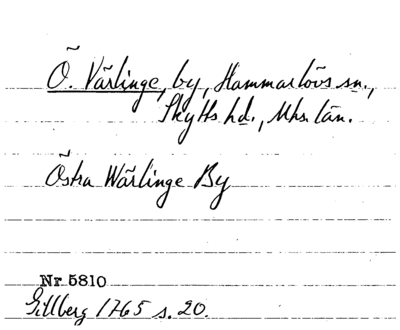 Ö. Värlinge, by, Hammarlövs sn.,
Skytts hd., Mhs. län.
Östra Wärlinge By
Nr 5810
Gillberg 1765 s. 20.